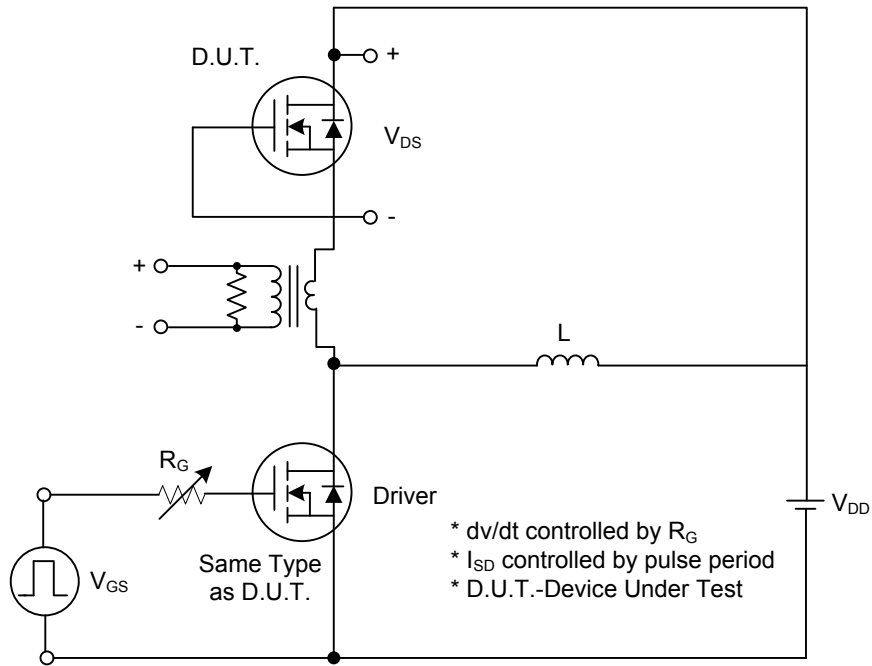 D.U.T.
+
V_DS
-
+
-
L
R_G
Driver
V_DD
* dv/dt controlled by R_G
* I_SD controlled by pulse period
* D.U.T.-Device Under Test
Same Type
as D.U.T.
V_GS